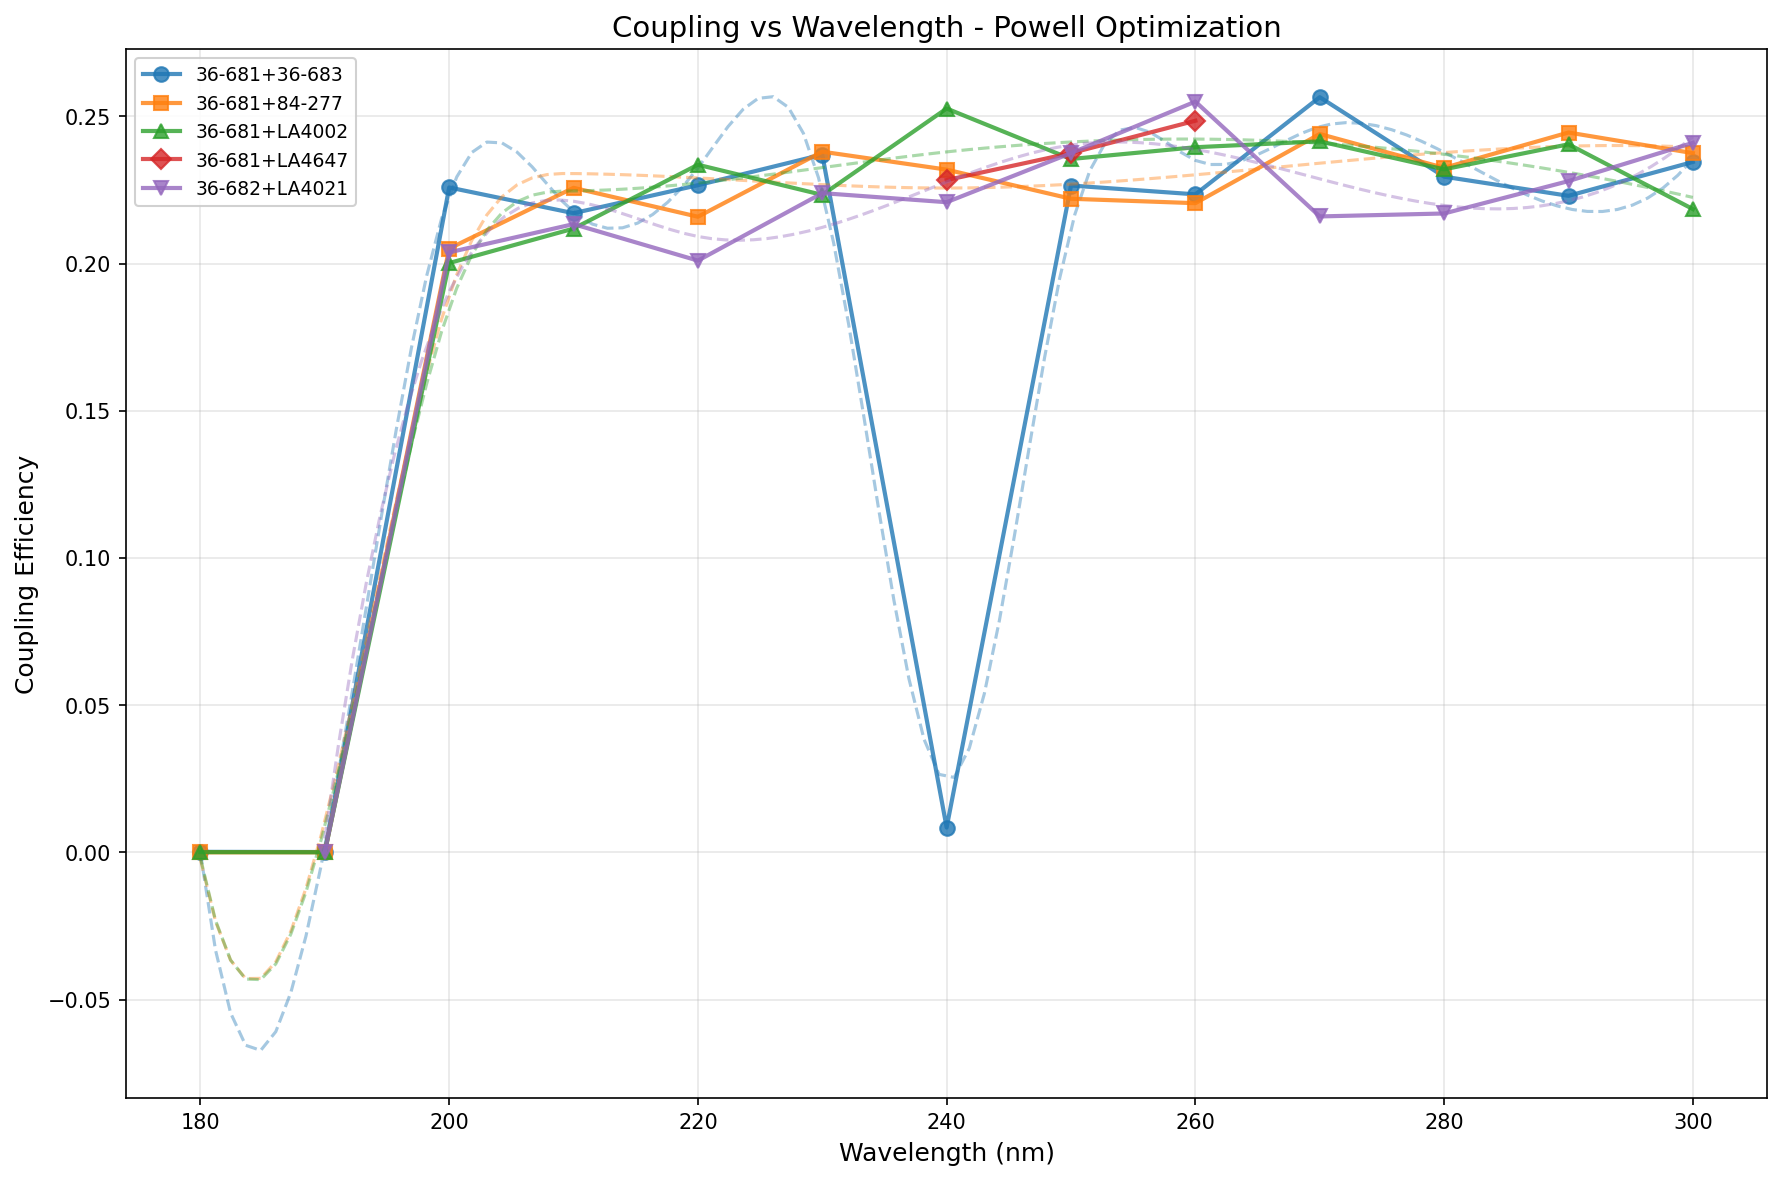 Coupling vs Wavelength - Powell Optimization
36-681+36-683
36-681+84-277
36-681+LA4002
36-681+LA4647
36-682+LA4021
Coupling Efficiency
0.25
0.20
0.15
0.10
0.05
0.00
−0.05
180 200 220 240 260 280 300
Wavelength (nm)